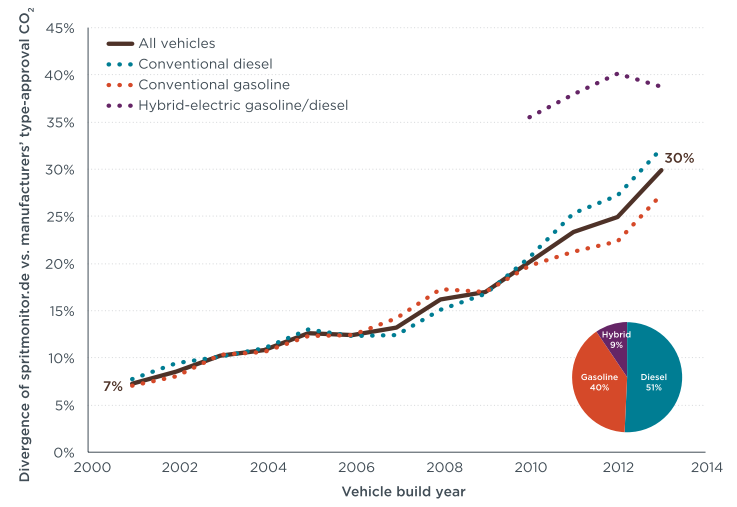 Divergence of spritmonitor.de vs. manufacturers' type-approval CO₂
45%
40%
35%
30%
25%
20%
15%
10%
5%
0%
All vehicles
Conventional diesel
Conventional gasoline
Hybrid-electric gasoline/diesel
30%
7%
Hybrid
9%
Gasoline
40%
Diesel
51%
2000
2002
2004
2006
2008
2010
2012
2014
Vehicle build year